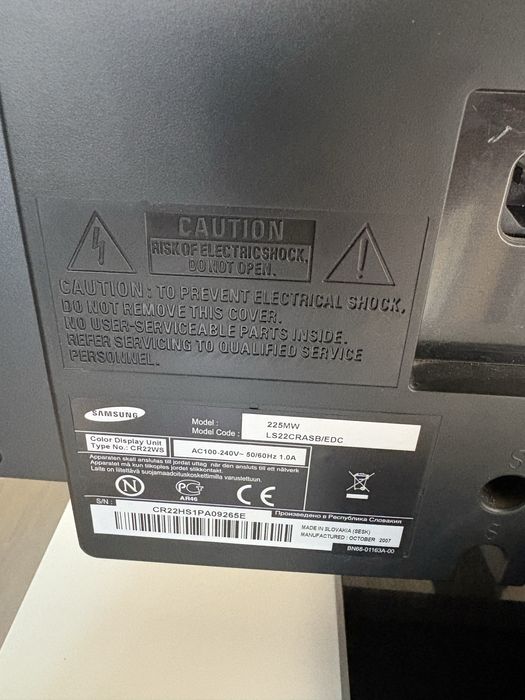 CAUTION
RISK OF ELECTRIC SHOCK,
DO NOT OPEN.
CAUTION : TO PREVENT ELECTRICAL SHOCK,
DO NOT REMOVE THIS COVER.
NO USER-SERVICEABLE PARTS INSIDE.
REFER SERVICING TO QUALIFIED SERVICE
PERSONNEL.
SAMSUNG
Model : 225MW
Model Code : LS22CRASB/EDC
Color Display Unit
Type No.: CR22WS
AC100-240V~ 50/60Hz 1.0A
Apparaten skall anslutas till jordat uttag när den ansluts till ett nätverk
Apparatet må kun tilkoples jordet stikkontakt.
Laite on liitettävä suojamaadoituskoskettimilla varustettuun.
N
АЯ46
CE
S/N :
CR22HS1PA09265E
Произведено в Республика Словакия
MADE IN SLOVAKIA (SESK)
MANUFACTURED : OCTOBER 2007
BN68-01163A-00